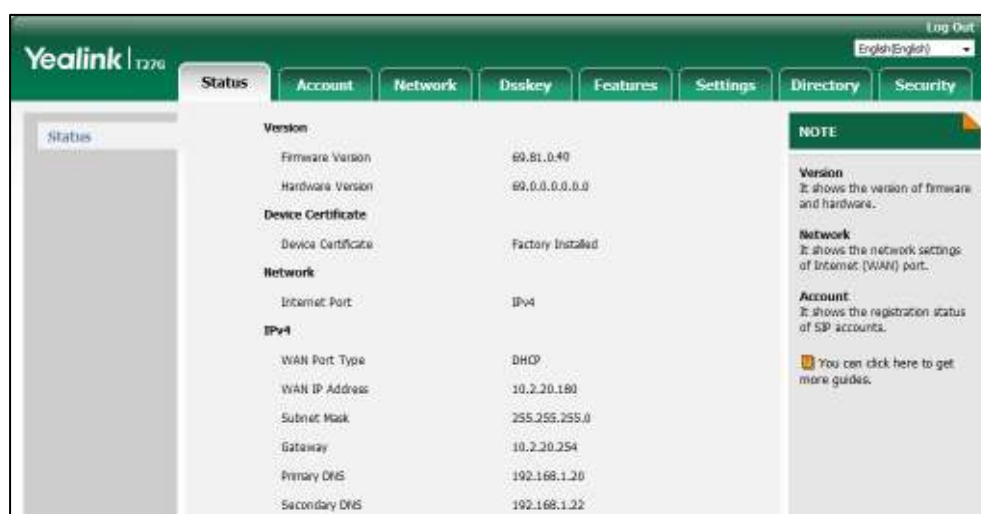 Log Out
Yealink T27G
English(English)
Status Account Network Dsskey Features Settings Directory Security
Status
Version
Firmware Version 69.81.0.40
Hardware Version 69.0.0.0.0.0.0
Device Certificate
Device Certificate Factory Installed
Network
Internet Port IPv4
IPv4
WAN Port Type DHCP
WAN IP Address 10.2.20.180
Subnet Mask 255.255.255.0
Gateway 10.2.20.254
Primary DNS 192.168.1.20
Secondary DNS 192.168.1.22
NOTE
Version
It shows the version of firmware
and hardware.
Network
It shows the network settings
of Internet (WAN) port.
Account
It shows the registration status
of SIP accounts.
You can click here to get
more guides.